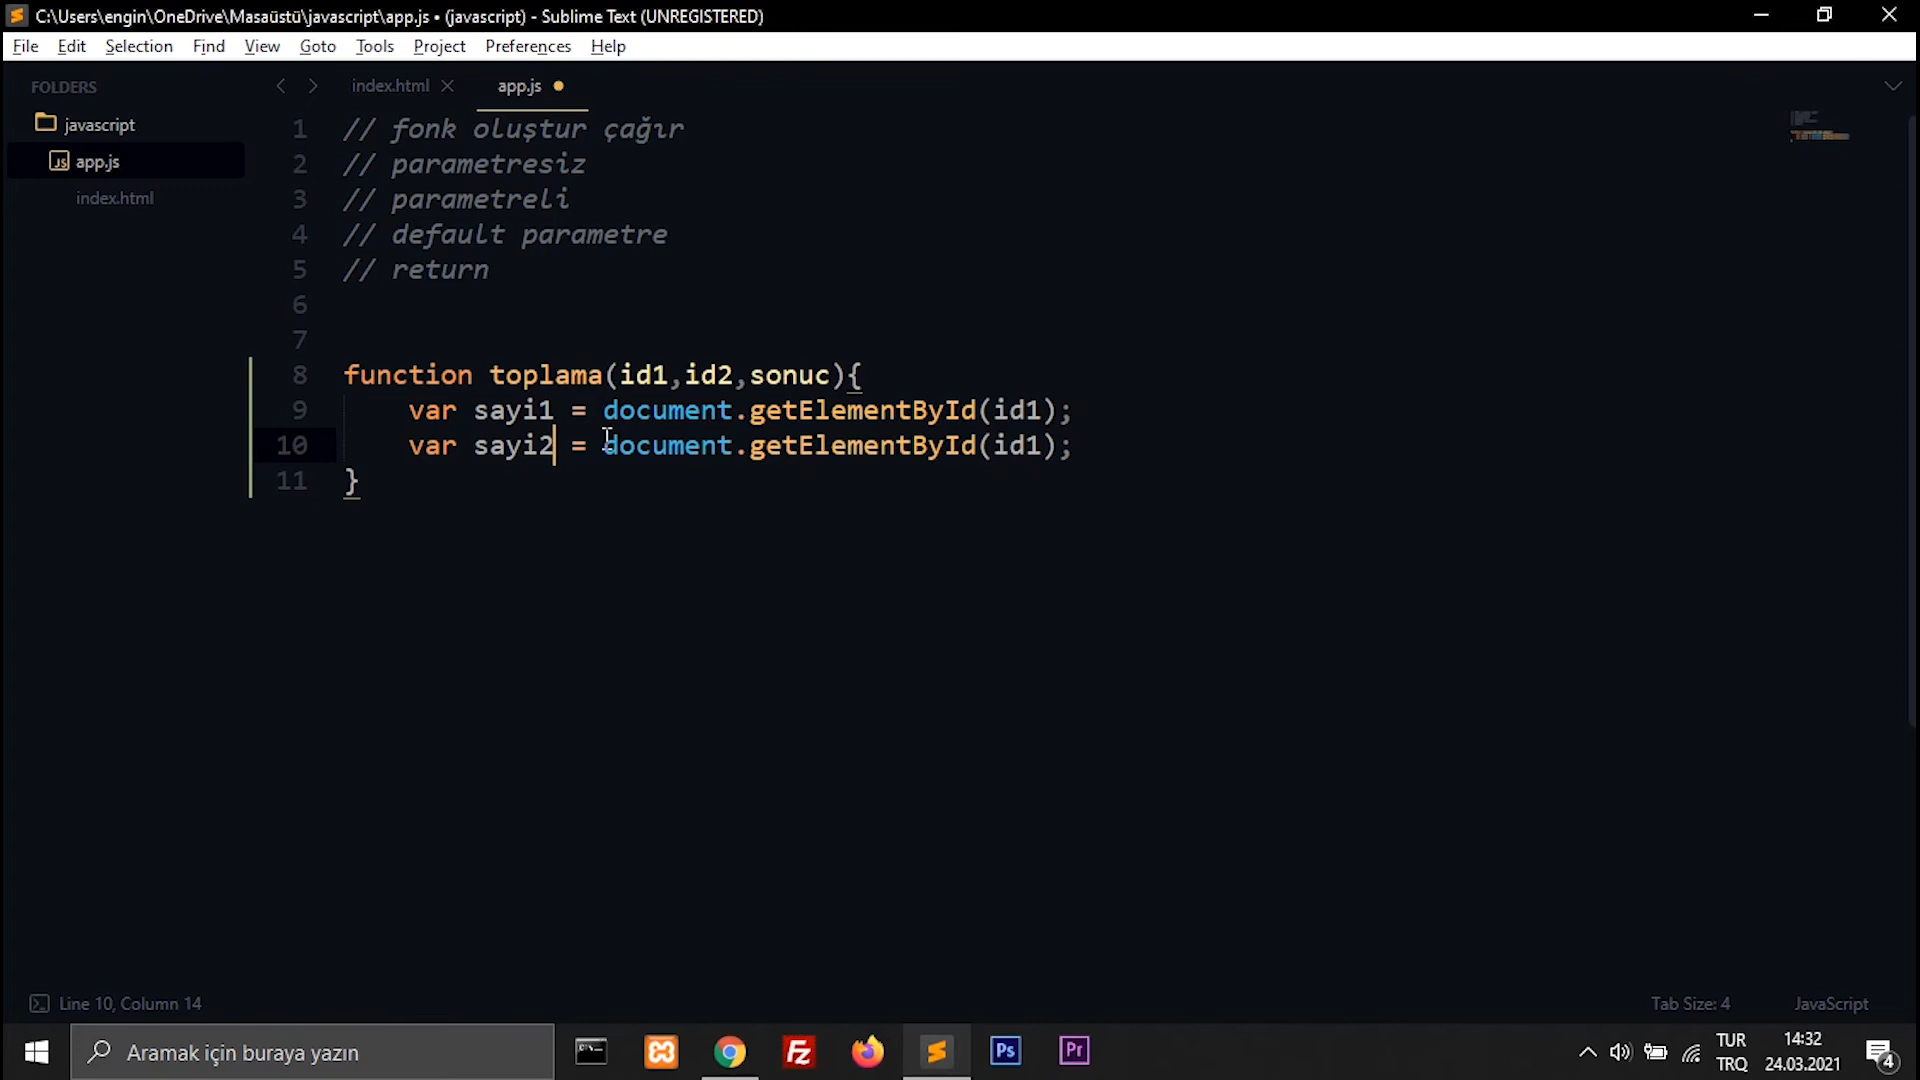 C:\Users\engin\OneDrive\Masaüstü\javascript\app.js • (javascript) - Sublime Text (UNREGISTERED)
File Edit Selection Find View Goto Tools Project Preferences Help
FOLDERS
javascript
app.js
index.html
index.html app.js
1 // fonk oluştur çağır
2 // parametresiz
3 // parametreli
4 // default parametre
5 // return
6
7
8 function toplama(id1,id2,sonuc){
9 var sayi1 = document.getElementById(id1);
10 var sayi2 = document.getElementById(id1);
11 }
Line 10, Column 14 Tab Size: 4 JavaScript
Aramak için buraya yazın
Fz
Ps
Pr
TUR
TRQ
14:32
24.03.2021
4